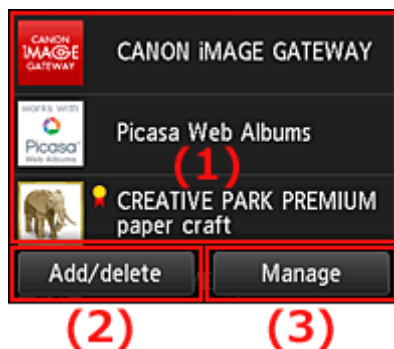 CANON
iMAGE
GATEWAY
CANON iMAGE GATEWAY
works with
Picasa
Web Albums
Picasa Web Albums
(1)
CREATIVE PARK PREMIUM
paper craft
Add/delete
Manage
(2)
(3)